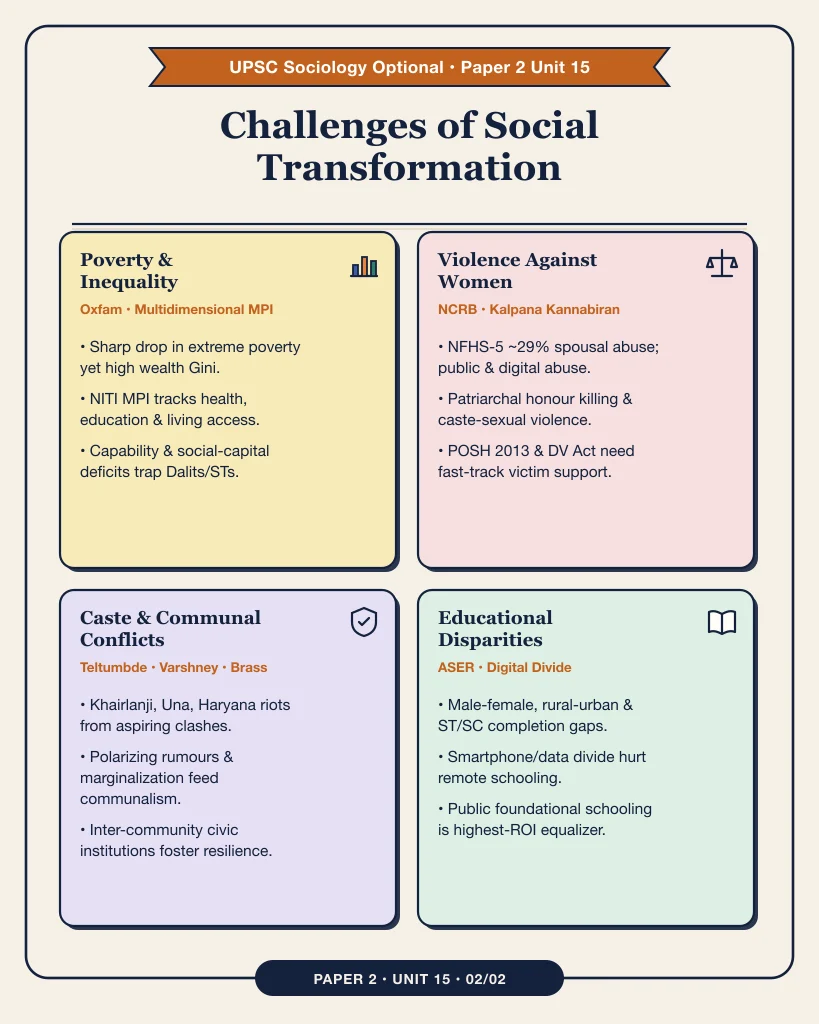 UPSC Sociology Optional • Paper 2 Unit 15
Challenges of Social
Transformation
Poverty &
Inequality
Oxfam • Multidimensional MPI
• Sharp drop in extreme poverty
yet high wealth Gini.
• NITI MPI tracks health,
education & living access.
• Capability & social-capital
deficits trap Dalits/STs.
Violence Against
Women
NCRB • Kalpana Kannabiran
• NFHS-5 ~29% spousal abuse;
public & digital abuse.
• Patriarchal honour killing &
caste-sexual violence.
• POSH 2013 & DV Act need
fast-track victim support.
Caste & Communal
Conflicts
Teltumbde • Varshney • Brass
• Khairlanji, Una, Haryana riots
from aspiring clashes.
• Polarizing rumours &
marginalization feed
communalism.
• Inter-community civic
institutions foster resilience.
Educational
Disparities
ASER • Digital Divide
• Male-female, rural-urban &
ST/SC completion gaps.
• Smartphone/data divide hurt
remote schooling.
• Public foundational schooling
is highest-ROI equalizer.
PAPER 2 • UNIT 15 • 02/02